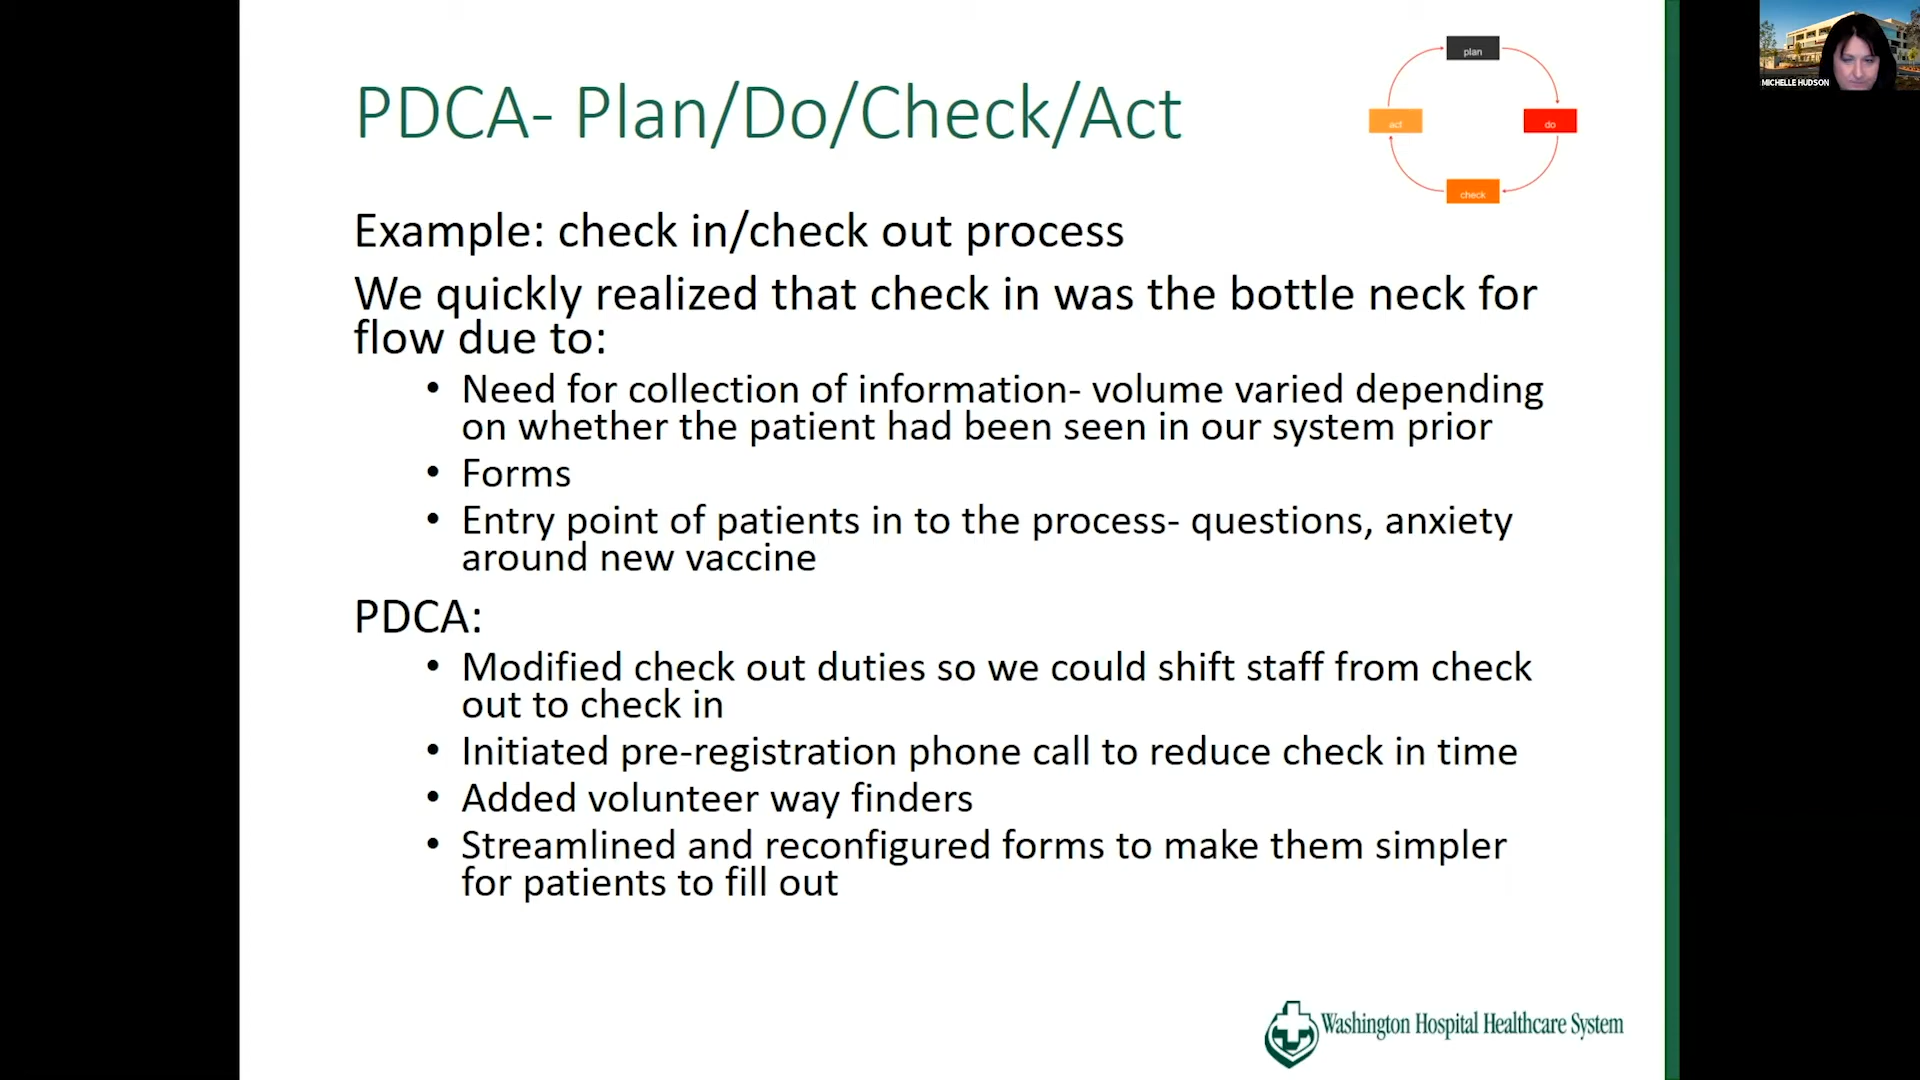 plan
MICHELLE HUDSON
PDCA- Plan/Do/Check/Act
act
do
check
Example: check in/check out process
We quickly realized that check in was the bottle neck for
flow due to:
• Need for collection of information- volume varied depending
on whether the patient had been seen in our system prior
• Forms
• Entry point of patients in to the process- questions, anxiety
around new vaccine
PDCA:
• Modified check out duties so we could shift staff from check
out to check in
• Initiated pre-registration phone call to reduce check in time
• Added volunteer way finders
• Streamlined and reconfigured forms to make them simpler
for patients to fill out
Washington Hospital Healthcare System